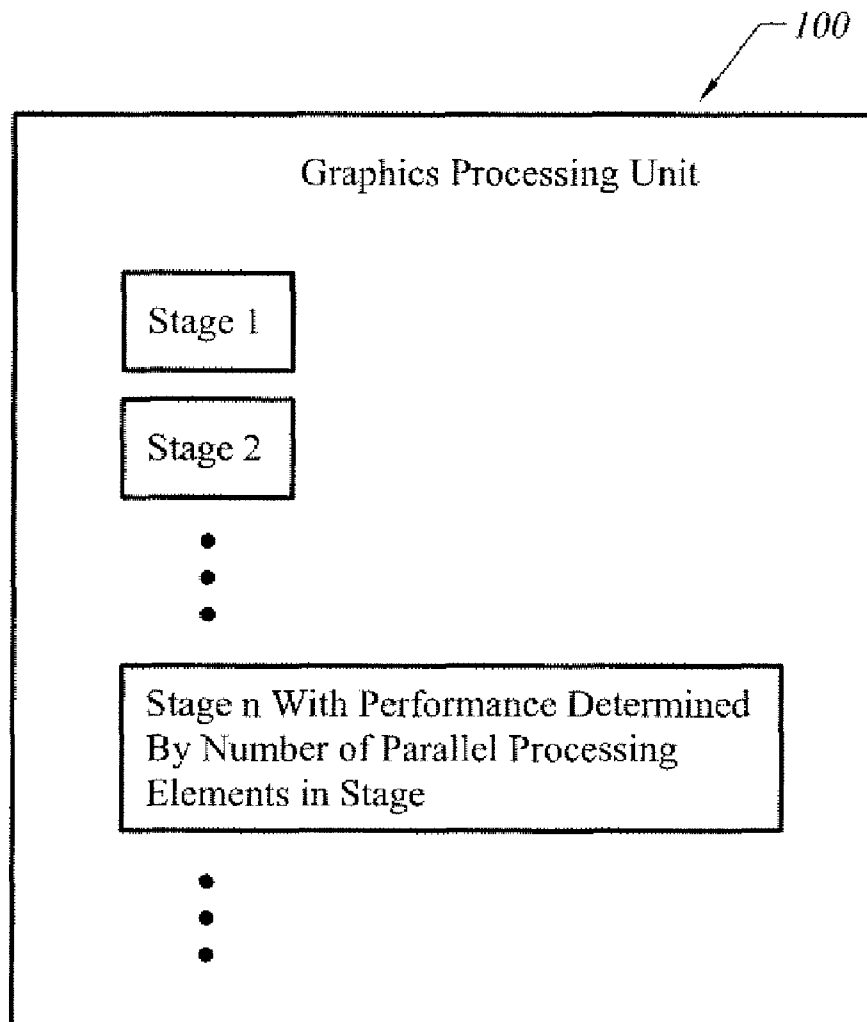 100
Graphics Processing Unit
Stage 1
Stage 2
Stage n With Performance Determined
By Number of Parallel Processing
Elements in Stage